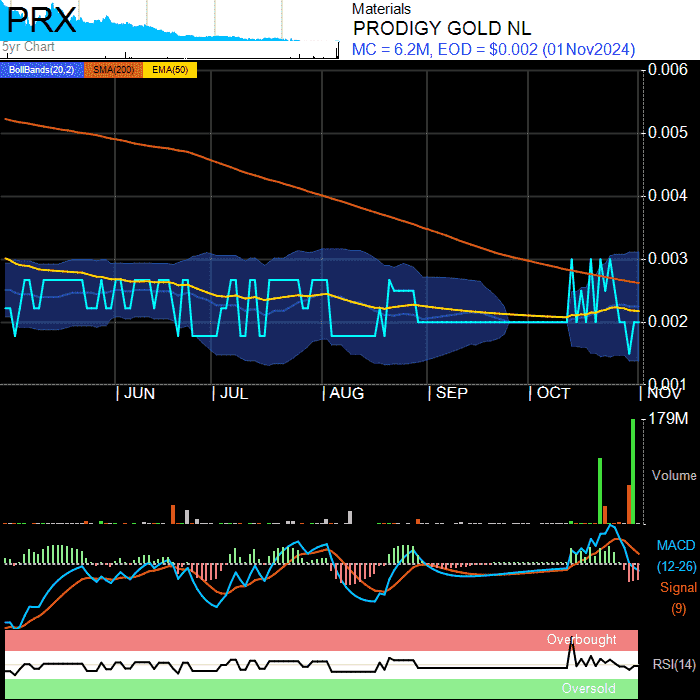 PRX
5yr Chart
Materials
PRODIGY GOLD NL
MC = 6.2M, EOD = $0.002 (01Nov2024)
BollBands(20,2) SMA(200) EMA(50)
0.006
0.005
0.004
0.003
0.002
0.001
JUN JUL AUG SEP OCT NOV
179M
Volume
MACD
(12-26)
Signal
(9)
Overbought
RSI(14)
Oversold